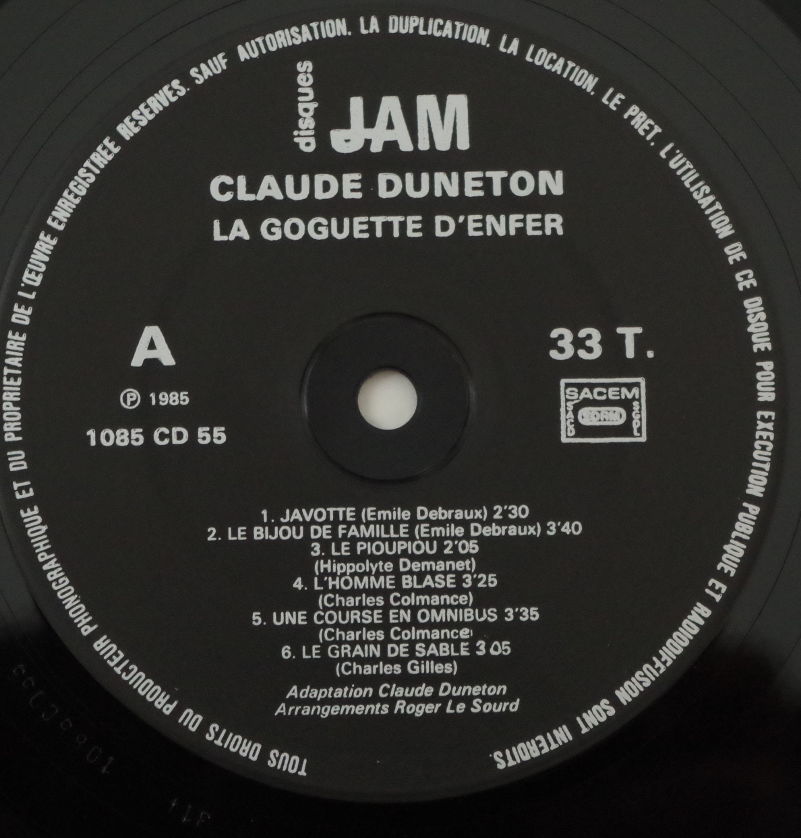 TOUS DROITS DU PRODUCTEUR PHONOGRAPHIQUE ET DU PROPRIETAIRE DE L'ŒUVRE ENREGISTREE RESERVES. SAUF AUTORISATION. LA DUPLICATION. LA LOCATION. LE PRET. L'UTILISATION DE CE DISQUE POUR EXECUTION PUBLIQUE ET RADIODIFFUSION SONT INTERDITS.
disques JAM
CLAUDE DUNETON
LA GOGUETTE D'ENFER
A
33 T.
Ⓟ 1985
1085 CD 55
SACEM
1. JAVOTTE (Emile Debraux) 2'30
2. LE BIJOU DE FAMILLE (Emile Debraux) 3'40
3. LE PIOUPIOU 2'05
(Hippolyte Demanet)
4. L'HOMME BLASE 3'25
(Charles Colmance)
5. UNE COURSE EN OMNIBUS 3'35
(Charles Colmance)
6. LE GRAIN DE SABLE 3 05
(Charles Gilles)
Adaptation Claude Duneton
Arrangements Roger Le Sourd